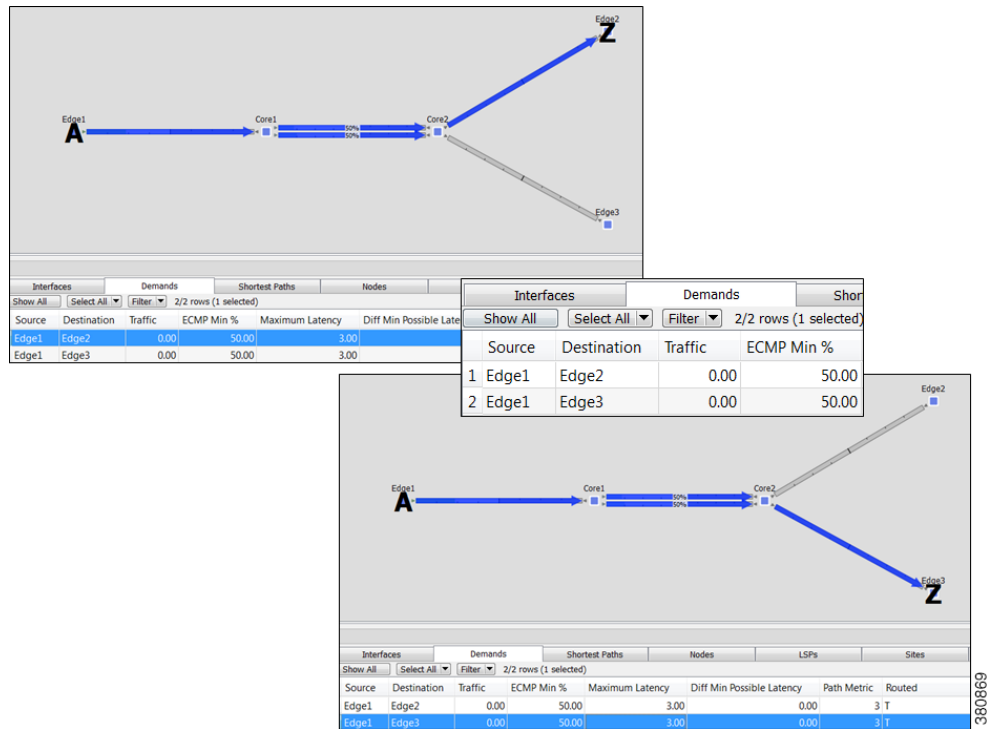 Edge2
Z
Edge1
A
Core1
50%
50%
Core2
Edge3
Interfaces Demands Shortest Paths Nodes
Show All Select All Filter 2/2 rows (1 selected)
Source Destination Traffic ECMP Min % Maximum Latency Diff Min Possible Late
Edge1 Edge2 0.00 50.00 3.00
Edge1 Edge3 0.00 50.00 3.00
Interfaces Demands Shor
Show All Select All Filter 2/2 rows (1 selected)
Source Destination Traffic ECMP Min %
1 Edge1 Edge2 0.00 50.00
2 Edge1 Edge3 0.00 50.00
Edge2
Edge1
A
Core1
50%
50%
Core2
Edge3
Z
Interfaces Demands Shortest Paths Nodes LSPs Sites
Show All Select All Filter 2/2 rows (1 selected)
Source Destination Traffic ECMP Min % Maximum Latency Diff Min Possible Latency Path Metric Routed
Edge1 Edge2 0.00 50.00 3.00 0.00 3 T
Edge1 Edge3 0.00 50.00 3.00 0.00 3 T
380869